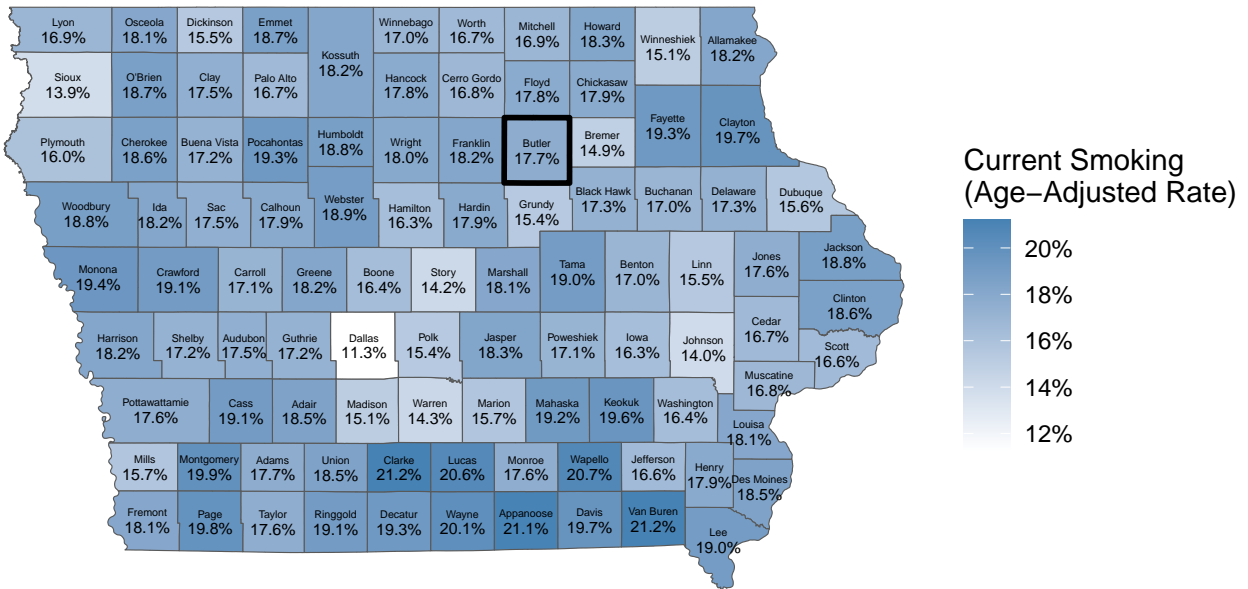 Lyon
16.9%
Osceola
18.1%
Dickinson
15.5%
Emmet
18.7%
Kossuth
18.2%
Winnebago
17.0%
Worth
16.7%
Mitchell
16.9%
Howard
18.3%
Winneshiek
15.1%
Allamakee
18.2%
Sioux
13.9%
O'Brien
18.7%
Clay
17.5%
Palo Alto
16.7%
Hancock
17.8%
Cerro Gordo
16.8%
Floyd
17.8%
Chickasaw
17.9%
Fayette
19.3%
Clayton
19.7%
Plymouth
16.0%
Cherokee
18.6%
Buena Vista
17.2%
Pocahontas
19.3%
Humboldt
18.8%
Wright
18.0%
Franklin
18.2%
Butler
17.7%
Bremer
14.9%
Woodbury
18.8%
Ida
18.2%
Sac
17.5%
Calhoun
17.9%
Webster
18.9%
Hamilton
16.3%
Hardin
17.9%
Grundy
15.4%
Black Hawk
17.3%
Buchanan
17.0%
Delaware
17.3%
Dubuque
15.6%
Monona
19.4%
Crawford
19.1%
Carroll
17.1%
Greene
18.2%
Boone
16.4%
Story
14.2%
Marshall
18.1%
Tama
19.0%
Benton
17.0%
Linn
15.5%
Jones
17.6%
Jackson
18.8%
Clinton
18.6%
Harrison
18.2%
Shelby
17.2%
Audubon
17.5%
Guthrie
17.2%
Dallas
11.3%
Polk
15.4%
Jasper
18.3%
Poweshiek
17.1%
Iowa
16.3%
Johnson
14.0%
Cedar
16.7%
Scott
16.6%
Muscatine
16.8%
Pottawattamie
17.6%
Cass
19.1%
Adair
18.5%
Madison
15.1%
Warren
14.3%
Marion
15.7%
Mahaska
19.2%
Keokuk
19.6%
Washington
16.4%
Louisa
18.1%
Mills
15.7%
Montgomery
19.9%
Adams
17.7%
Union
18.5%
Clarke
21.2%
Lucas
20.6%
Monroe
17.6%
Wapello
20.7%
Jefferson
16.6%
Henry
17.9%
Des Moines
18.5%
Fremont
18.1%
Page
19.8%
Taylor
17.6%
Ringgold
19.1%
Decatur
19.3%
Wayne
20.1%
Appanoose
21.1%
Davis
19.7%
Van Buren
21.2%
Lee
19.0%
Current Smoking
(Age−Adjusted Rate)
20%
18%
16%
14%
12%